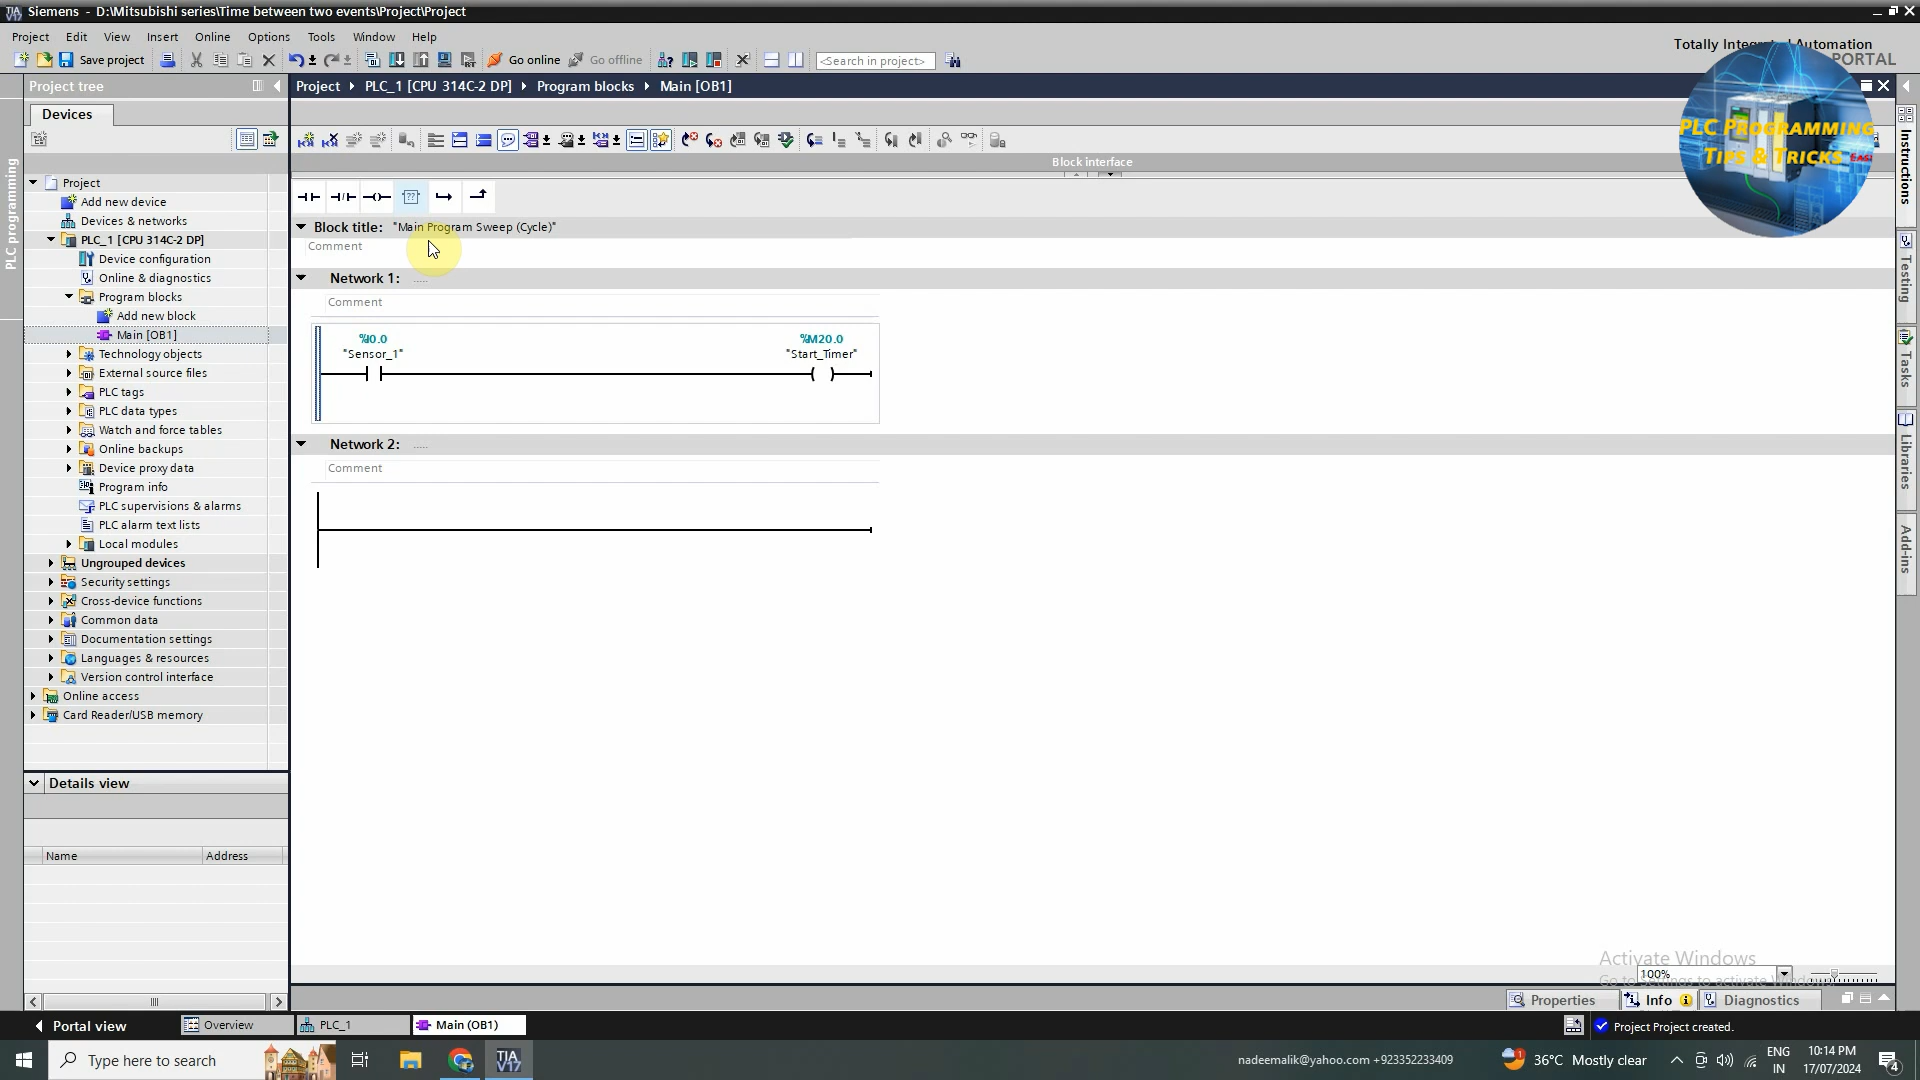 Siemens - D:\Mitsubishi series\Time between two events\Project\Project
Project Edit View Insert Online Options Tools Window Help
Totally Integrated Automation
PORTAL
Save project
Go online
Go offline
<Search in project>
Project tree
Project PLC_1 [CPU 314C-2 DP] Program blocks Main [OB1]
Devices
PLC programming
Block interface
PLC PROGRAMMING
TIPS & TRICKS
Project
Add new device
Devices & networks
PLC_1 [CPU 314C-2 DP]
Device configuration
Online & diagnostics
Program blocks
Add new block
Main [OB1]
Technology objects
External source files
PLC tags
PLC data types
Watch and force tables
Online backups
Device proxy data
Program info
PLC supervisions & alarms
PLC alarm text lists
Local modules
Ungrouped devices
Security settings
Cross-device functions
Common data
Documentation settings
Languages & resources
Version control interface
Online access
Card Reader/USB memory
Details view
Name Address
Block title: "Main Program Sweep (Cycle)"
Comment
Network 1: .....
Comment
%I0.0
"Sensor_1"
%M20.0
"Start_Timer"
Network 2: .....
Comment
Instructions
Testing
Tasks
Libraries
Add-ins
Activate Windows
100%
Properties Info Diagnostics
Portal view Overview PLC_1 Main (OB1)
Project Project created.
Type here to search
TIA V17
nadeemalik@yahoo.com +923352233409
36°C Mostly clear
ENG
IN
10:14 PM
17/07/2024
4